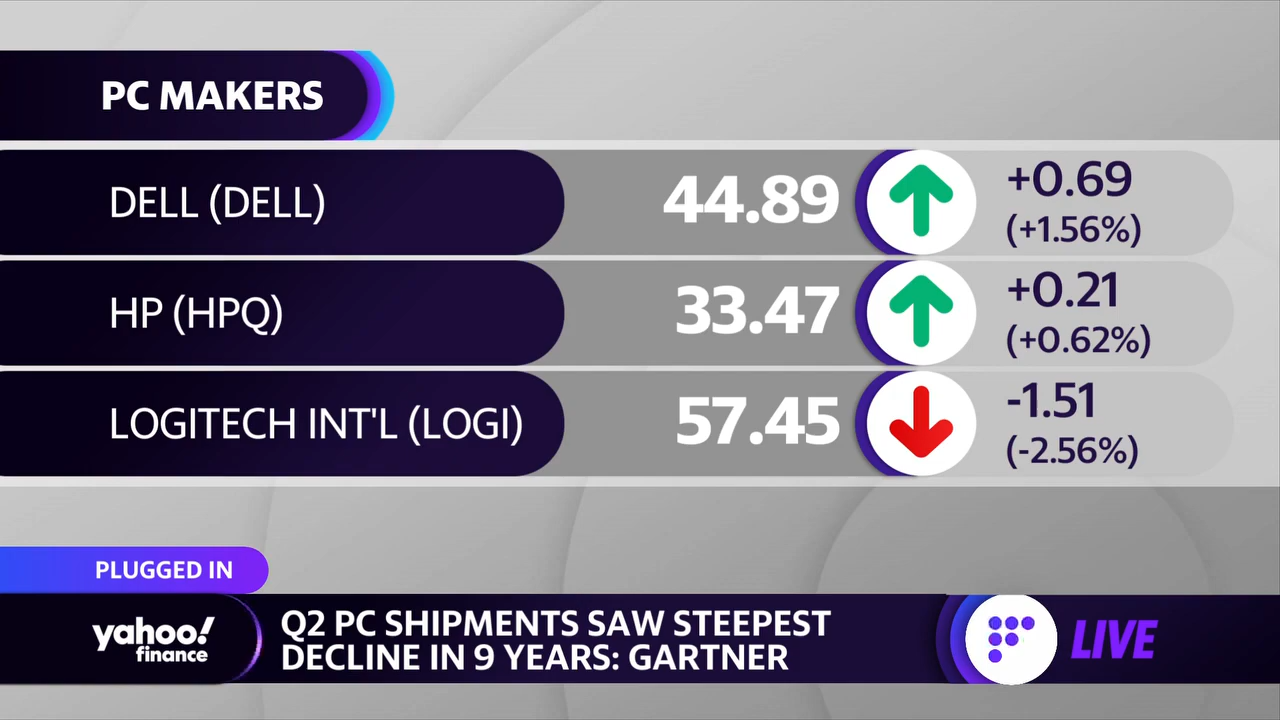 PC MAKERS
DELL (DELL)
44.89
+0.69
(+1.56%)
HP (HPQ)
33.47
+0.21
(+0.62%)
LOGITECH INT'L (LOGI)
57.45
-1.51
(-2.56%)
PLUGGED IN
yahoo!
finance
Q2 PC SHIPMENTS SAW STEEPEST
DECLINE IN 9 YEARS: GARTNER
LIVE